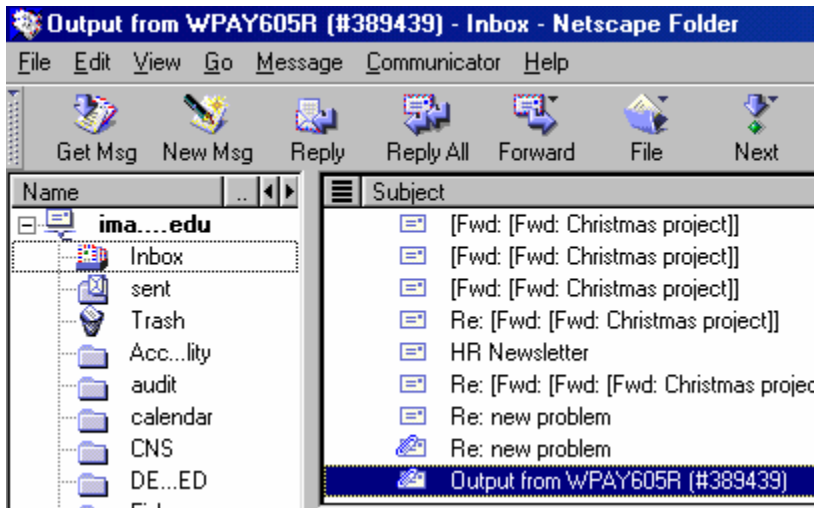 Output from WPAY605R (#389439) - Inbox - Netscape Folder
File Edit View Go Message Communicator Help
Get Msg New Msg Reply Reply All Forward File Next
Name .. Subject
ima....edu
Inbox
sent
Trash
Acc...lity
audit
calendar
CNS
DE...ED
[Fwd: [Fwd: Christmas project]]
[Fwd: [Fwd: Christmas project]]
[Fwd: [Fwd: Christmas project]]
Re: [Fwd: [Fwd: Christmas project]]
HR Newsletter
Re: [Fwd: [Fwd: [Fwd: Christmas projec
Re: new problem
Re: new problem
Output from WPAY605R (#389439)